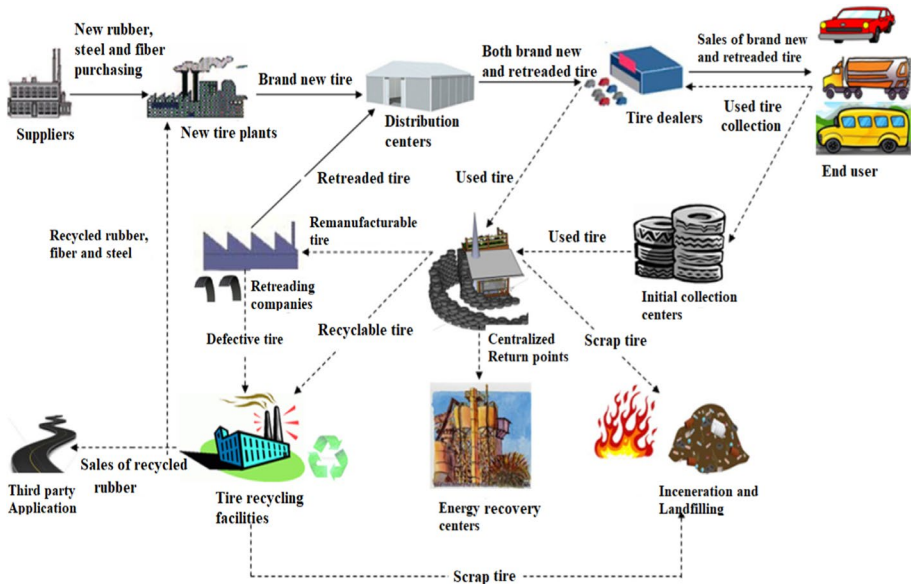 New rubber,
steel and fiber
purchasing
Brand new tire
Both brand new
and retreaded tire
Sales of brand new
and retreaded tire
Used tire
collection
Suppliers
New tire plants
Distribution
centers
Tire dealers
End user
Retreaded tire
Used tire
Recycled rubber,
fiber and steel
Remanufacturable
tire
Used tire
Retreading
companies
Initial collection
centers
Defective tire
Recyclable tire
Centralized
Return points
Scrap tire
Sales of recycled
rubber
Third party
Application
Tire recycling
facilities
Energy recovery
centers
Inceneration and
Landfilling
Scrap tire